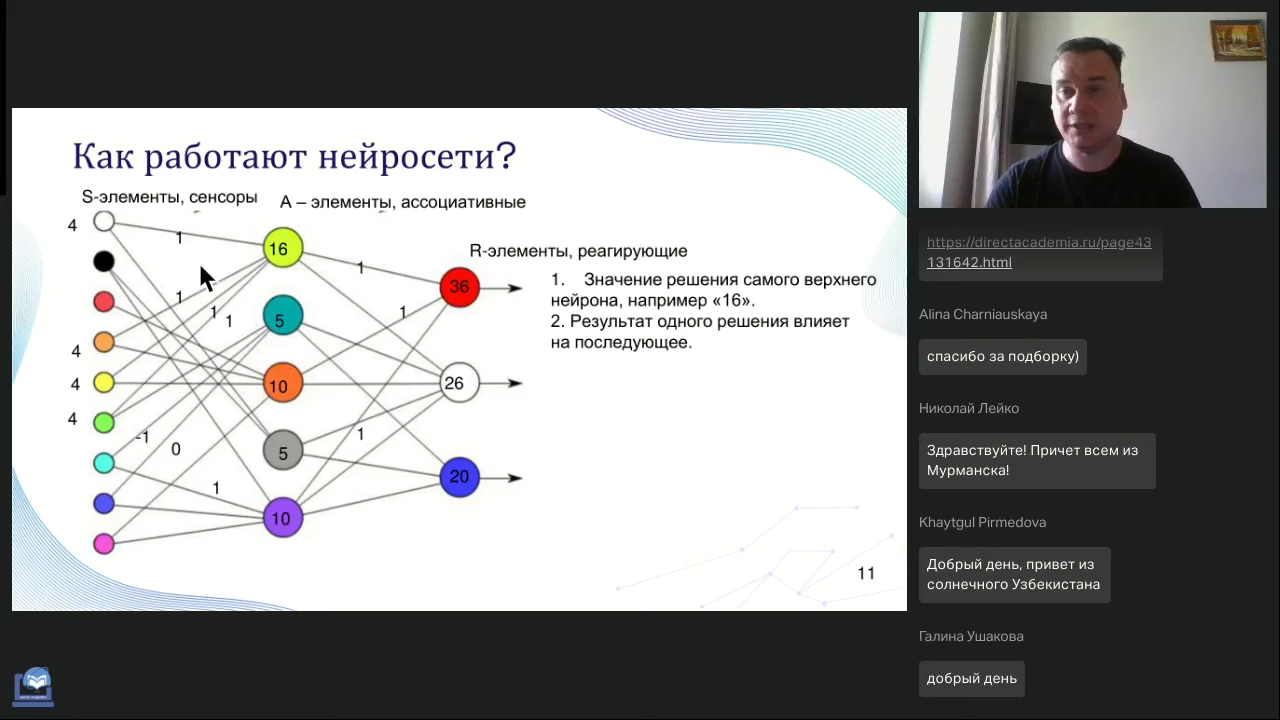 Как работают нейросети?
S-элементы, сенсоры
А – элементы, ассоциативные
R-элементы, реагирующие
4
1
16
1
36
1
1
1
5
1
4
4
10
26
4
-1
0
5
1
20
1
10
1. Значение решения самого верхнего
нейрона, например «16».
2. Результат одного решения влияет
на последующее.
11
https://directacademia.ru/page43
131642.html
Alina Charniauskaya
спасибо за подборку)
Николай Лейко
Здравствуйте! Причет всем из
Мурманска!
Khaytgul Pirmedova
Добрый день, привет из
солнечного Узбекистана
Галина Ушакова
добрый день